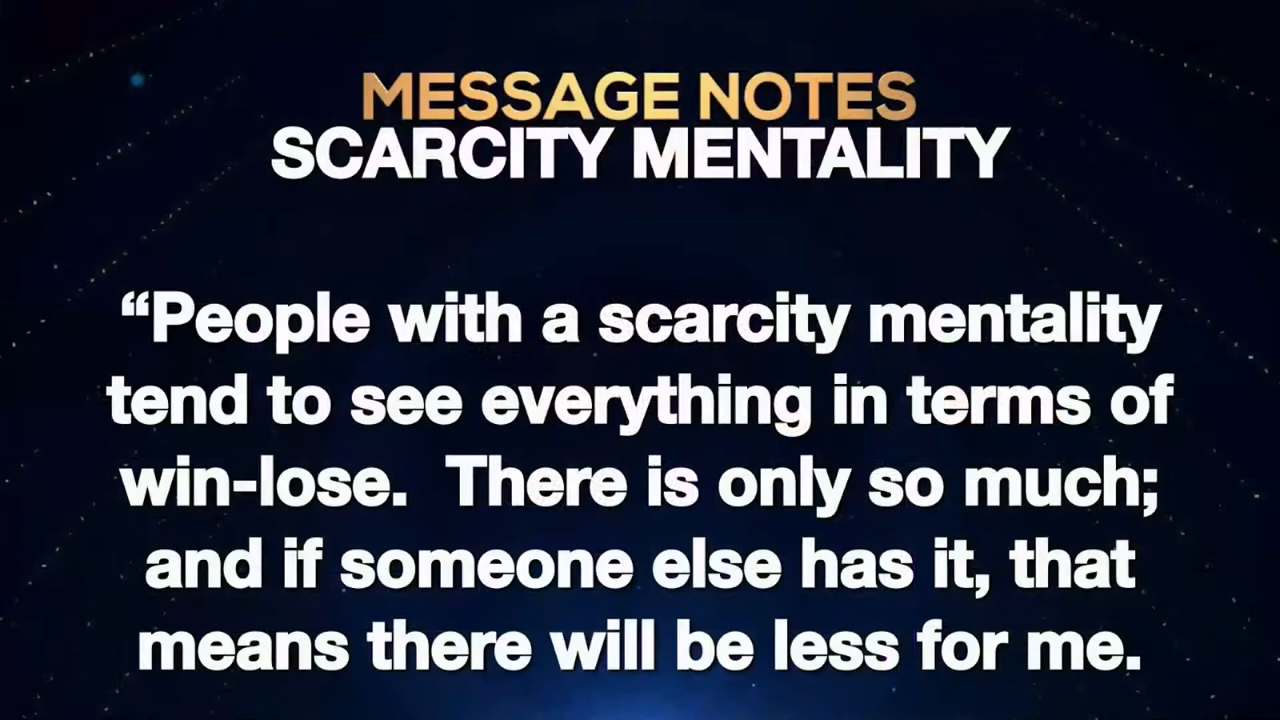 MESSAGE NOTES
SCARCITY MENTALITY
“People with a scarcity mentality
tend to see everything in terms of
win-lose.  There is only so much;
and if someone else has it, that
means there will be less for me.